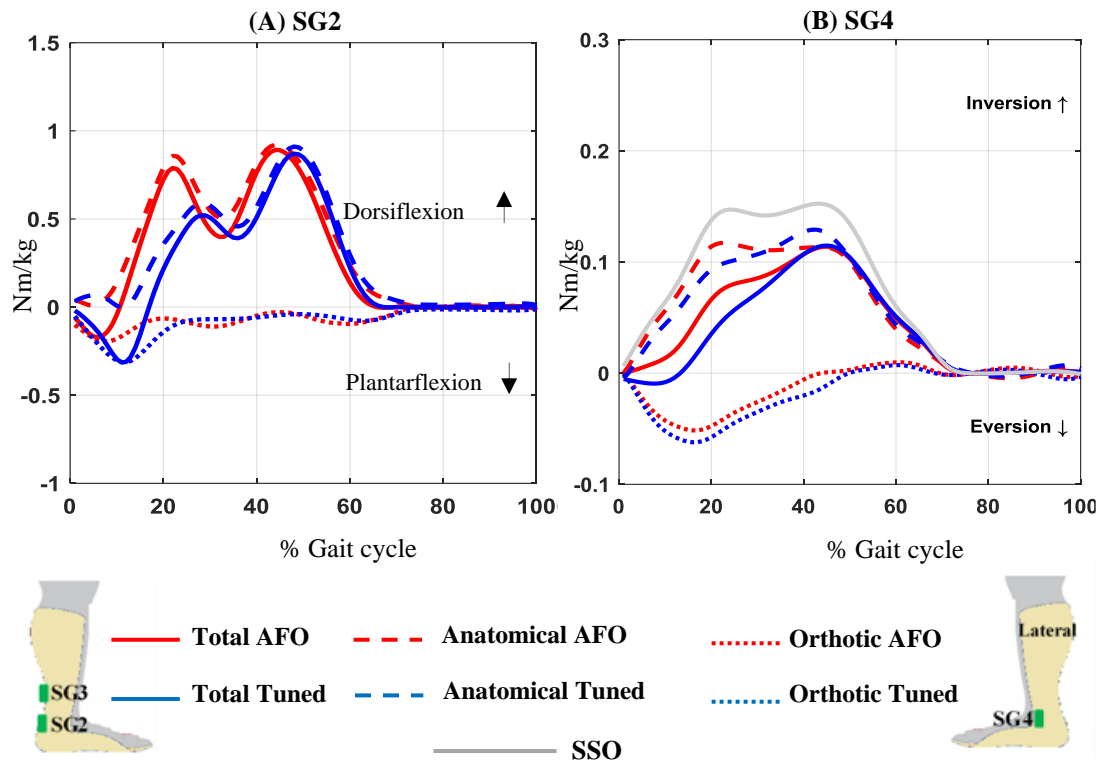 (A) SG2
(B) SG4
1.5
1
0.5
0
-0.5
-1
Nm/kg
Dorsiflexion ↑
Plantarflexion ↓
0 20 40 60 80 100
% Gait cycle
0.3
0.2
0.1
0
-0.1
Nm/kg
Inversion ↑
Eversion ↓
0 20 40 60 80 100
% Gait cycle
SG3
SG2
Total AFO
Anatomical AFO
Orthotic AFO
Total Tuned
Anatomical Tuned
Orthotic Tuned
SSO
Lateral
SG4